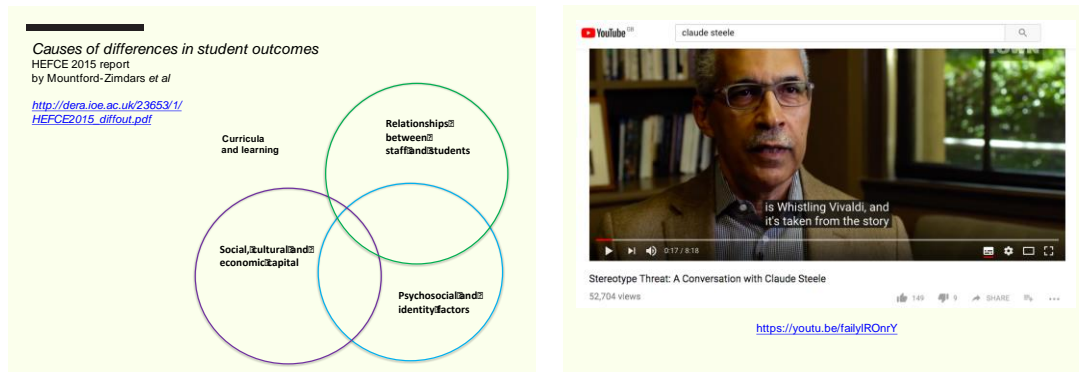 Causes of differences in student outcomes
HEFCE 2015 report
by Mountford-Zimdars et al
http://dera.ioe.ac.uk/23653/1/
HEFCE2015_diffout.pdf
Curricula
and learning
Relationships
between
staff and students
Social, cultural and
economic capital
Psychosocial and
identity factors
YouTube GB
claude steele
is Whistling Vivaldi, and
it's taken from the story
0:17 / 8:18
Stereotype Threat: A Conversation with Claude Steele
52,704 views
149
9
SHARE
https://youtu.be/failylROnrY